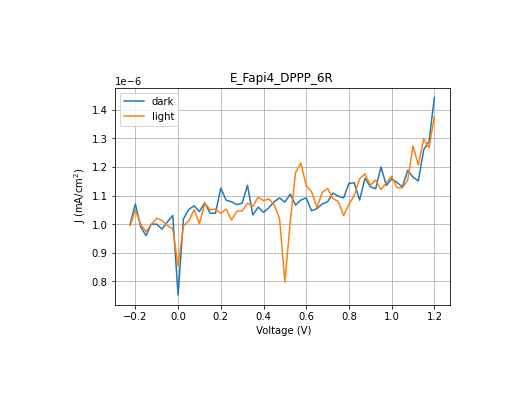 E_Fapi4_DPPP_6R
1e−6
dark
light
1.4
1.3
1.2
1.1
1.0
0.9
0.8
J (mA/cm²)
−0.2 0.0 0.2 0.4 0.6 0.8 1.0 1.2
Voltage (V)